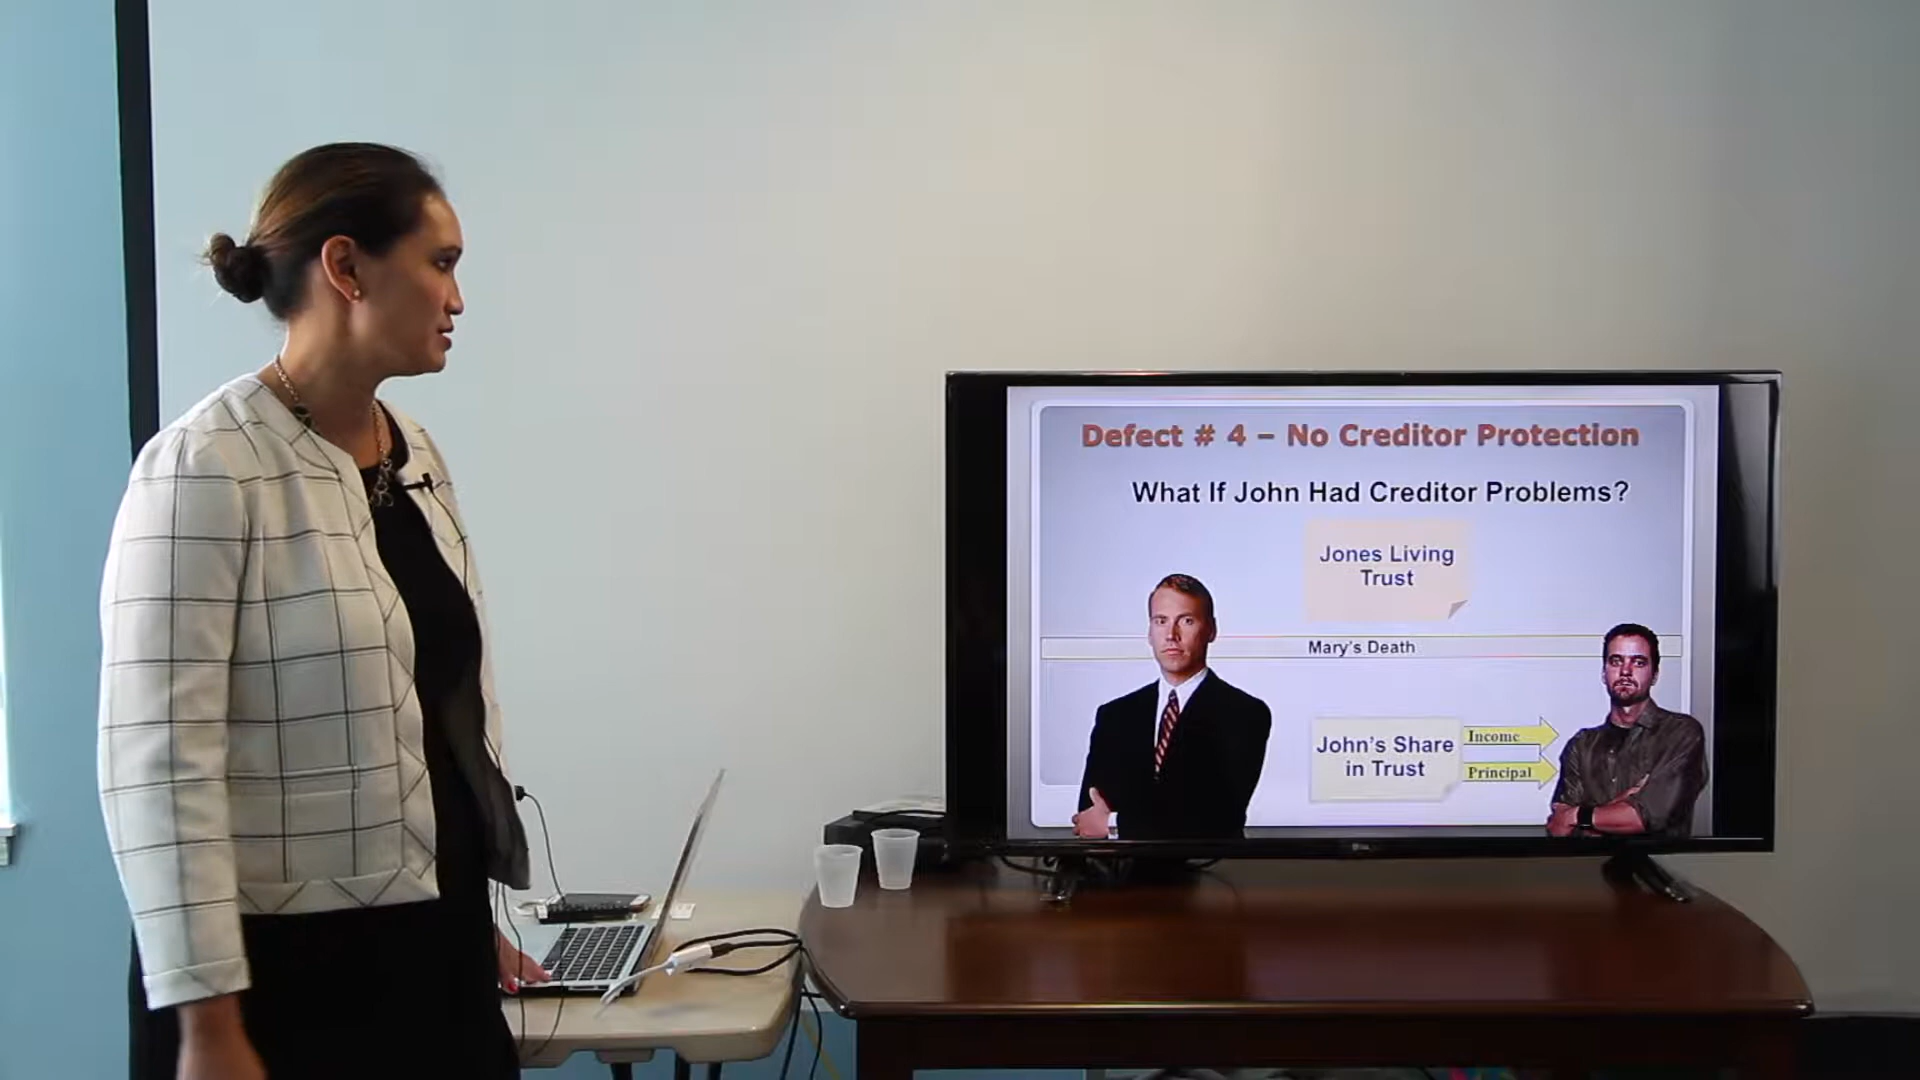 Defect # 4 – No Creditor Protection
What If John Had Creditor Problems?
Jones Living
Trust
Mary's Death
John's Share
in Trust
Income
Principal